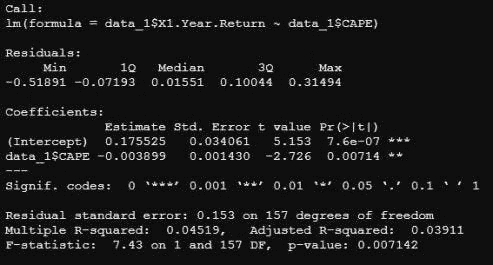 Call:
lm(formula = data_1$X1.Year.Return ~ data_1$CAPE)
Residuals:
Min 1Q Median 3Q Max
-0.51891 -0.07193 0.01551 0.10044 0.31494
Coefficients:
Estimate Std. Error t value Pr(>|t|)
(Intercept) 0.175525 0.034061 5.153 7.6e-07 ***
data_1$CAPE -0.003899 0.001430 -2.726 0.00714 **
---
Signif. codes: 0 ‘***’ 0.001 ‘**’ 0.01 ‘*’ 0.05 ‘.’ 0.1 ‘ ’ 1
Residual standard error: 0.153 on 157 degrees of freedom
Multiple R-squared: 0.04519, Adjusted R-squared: 0.03911
F-statistic: 7.43 on 1 and 157 DF, p-value: 0.007142